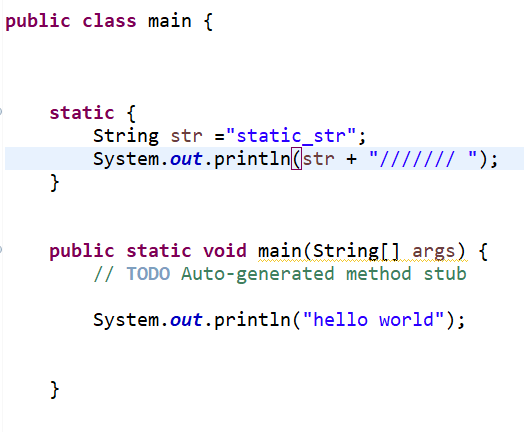 public class main {
static {
String str ="static_str";
System.out.println(str + "/////// ");
}
public static void main(String[] args) {
// TODO Auto-generated method stub
System.out.println("hello world");
}